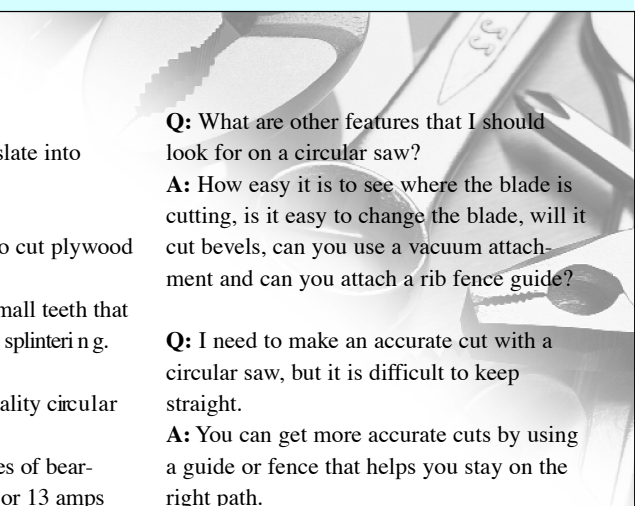 slate into
o cut plywood
mall teeth that
splinteri n g.
ality circular
es of bear-
or 13 amps
Q: What are other features that I should
look for on a circular saw?
A: How easy it is to see where the blade is
cutting, is it easy to change the blade, will it
cut bevels, can you use a vacuum attach-
ment and can you attach a rib fence guide?
Q: I need to make an accurate cut with a
circular saw, but it is difficult to keep
straight.
A: You can get more accurate cuts by using
a guide or fence that helps you stay on the
right path.